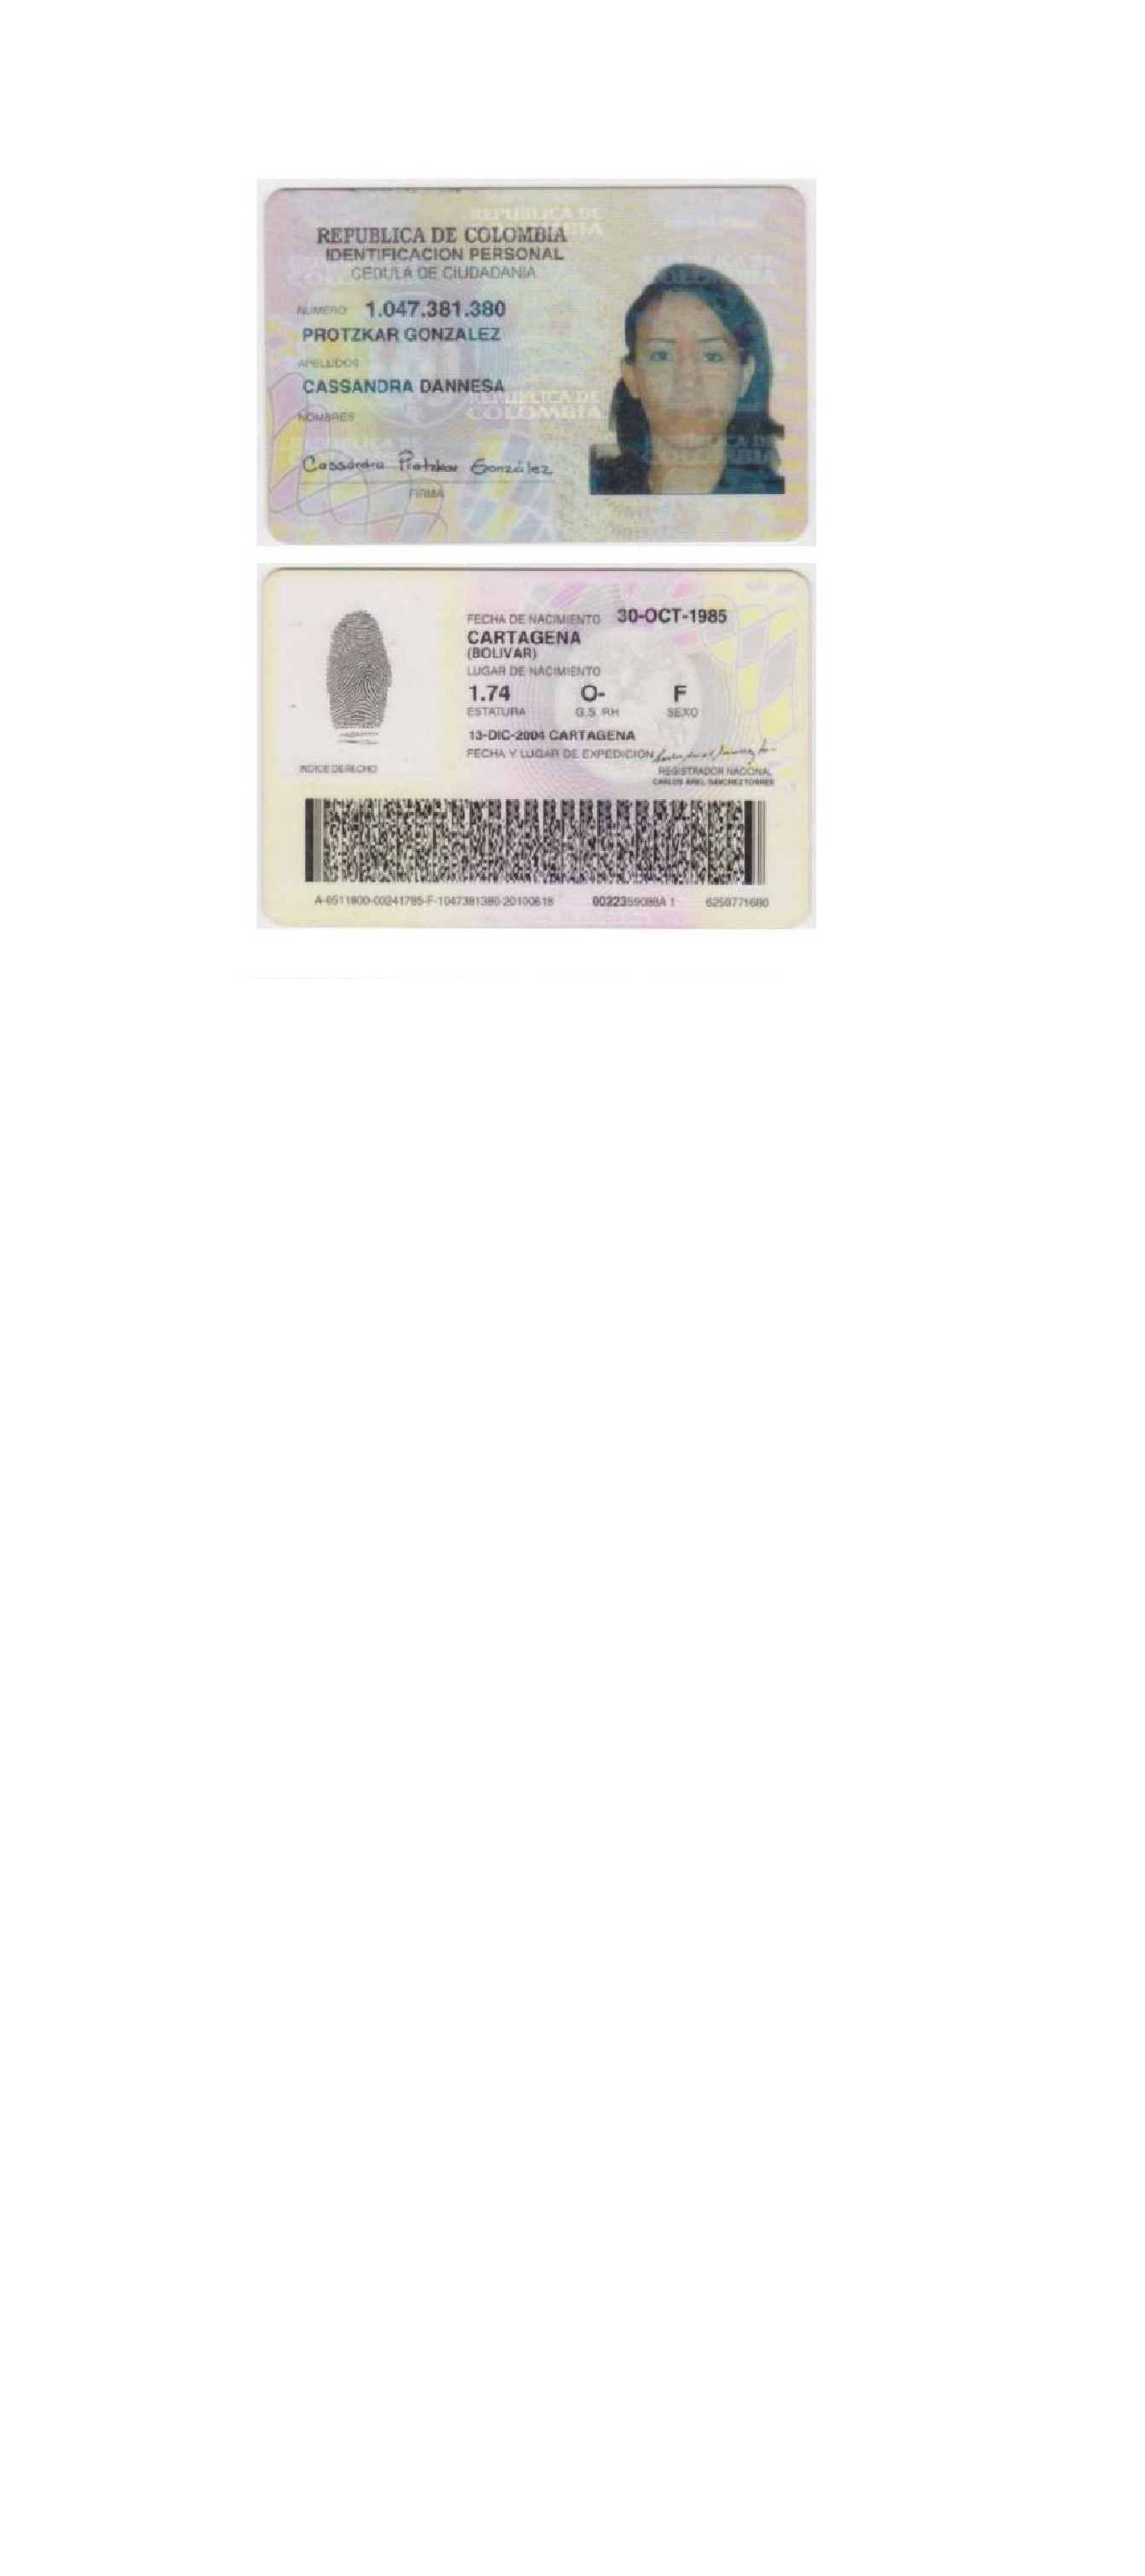 REPUBLICA DE COLOMBIA
IDENTIFICACION PERSONAL
CEDULA DE CIUDADANIA
NUMERO 1.047.381.380
PROTZKAR GONZALEZ
APELLIDOS
CASSANDRA DANNESA
NOMBRES
Cassandra Protzkar González
FIRMA
REPUBLICA DE COLOMBIA
REPUBLICA DE COLOMBIA
FECHA DE NACIMIENTO 30-OCT-1985
CARTAGENA
(BOLIVAR)
LUGAR DE NACIMIENTO
1.74 O- F
ESTATURA G.S. RH SEXO
13-DIC-2004 CARTAGENA
FECHA Y LUGAR DE EXPEDICION
INDICE DERECHO
REGISTRADOR NACIONAL
CARLOS ARIEL SANCHEZ TORRES
A-0511800-00241795-F-1047381380-20100618 0022359088A 1 6250771680